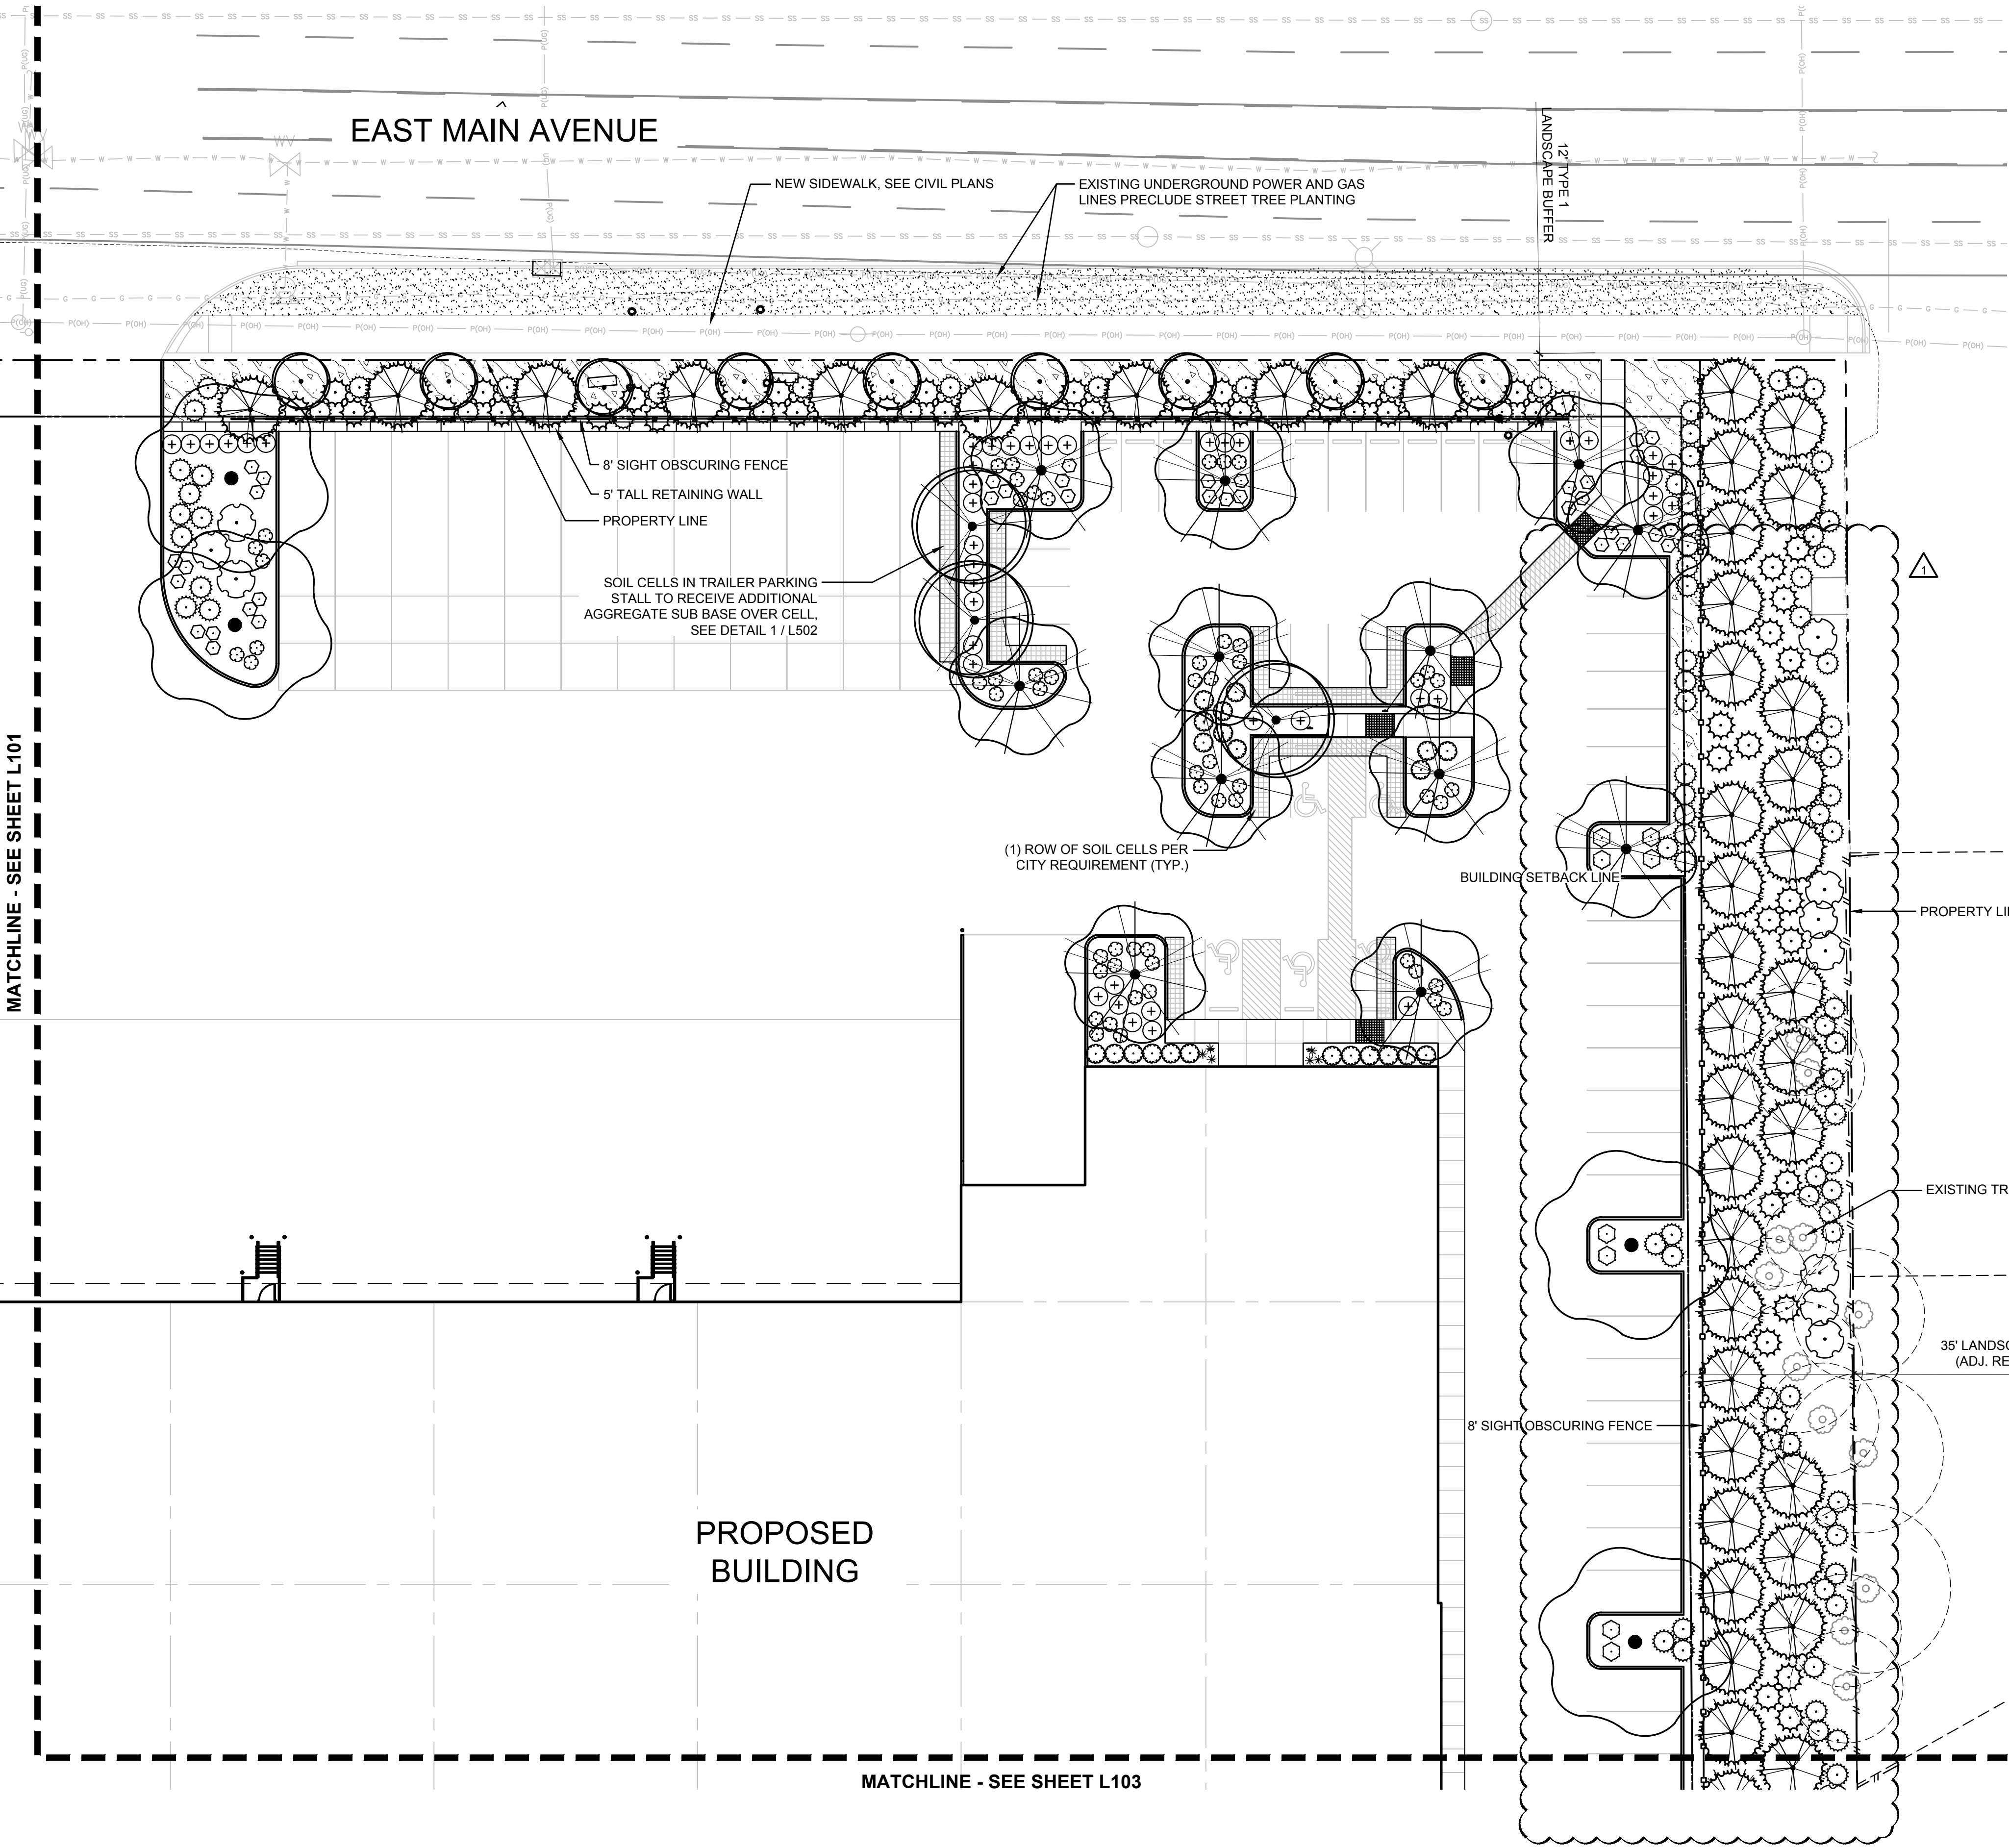 EAST MAIN AVENUE
NEW SIDEWALK, SEE CIVIL PLANS
EXISTING UNDERGROUND POWER AND GAS
LINES PRECLUDE STREET TREE PLANTING
12' TYPE 1
LANDSCAPE BUFFER
8' SIGHT OBSCURING FENCE
5' TALL RETAINING WALL
PROPERTY LINE
SOIL CELLS IN TRAILER PARKING
STALL TO RECEIVE ADDITIONAL
AGGREGATE SUB BASE OVER CELL,
SEE DETAIL 1 / L502
1
MATCHLINE - SEE SHEET L101
(1) ROW OF SOIL CELLS PER
CITY REQUIREMENT (TYP.)
BUILDING SETBACK LINE
PROPERTY LI
EXISTING TR
35' LANDSC
(ADJ. RE
8' SIGHT OBSCURING FENCE
PROPOSED
BUILDING
MATCHLINE - SEE SHEET L103